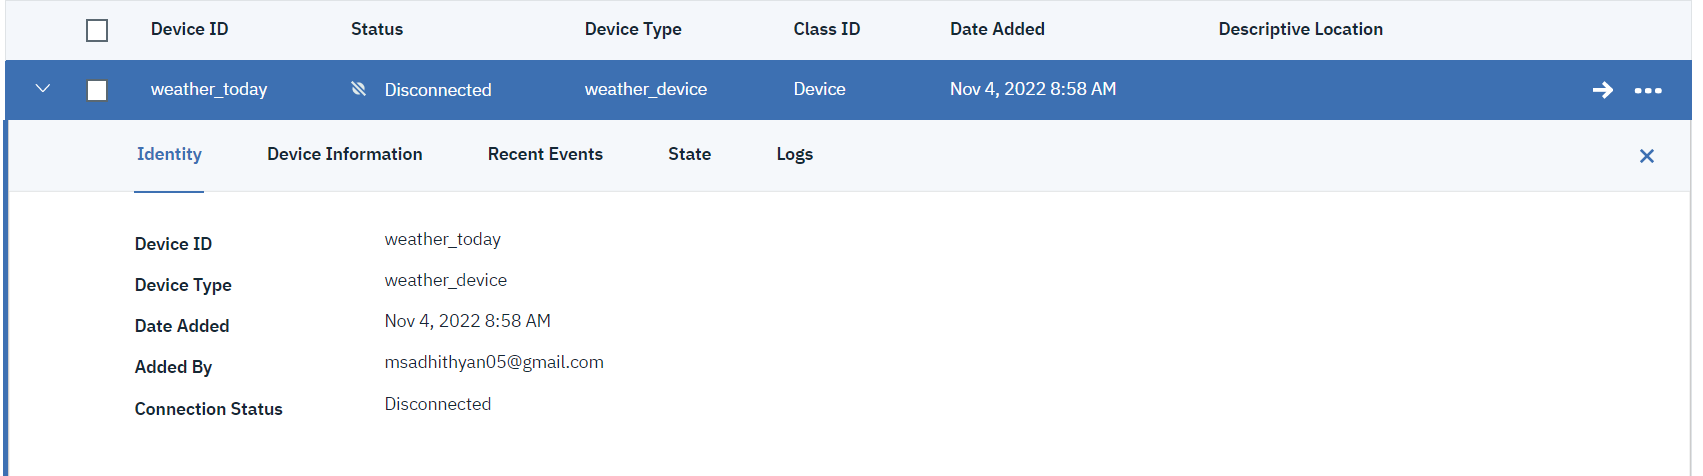 Device ID Status Device Type Class ID Date Added Descriptive Location
weather_today Disconnected weather_device Device Nov 4, 2022 8:58 AM
Identity Device Information Recent Events State Logs
Device ID weather_today
Device Type weather_device
Date Added Nov 4, 2022 8:58 AM
Added By msadhithyan05@gmail.com
Connection Status Disconnected